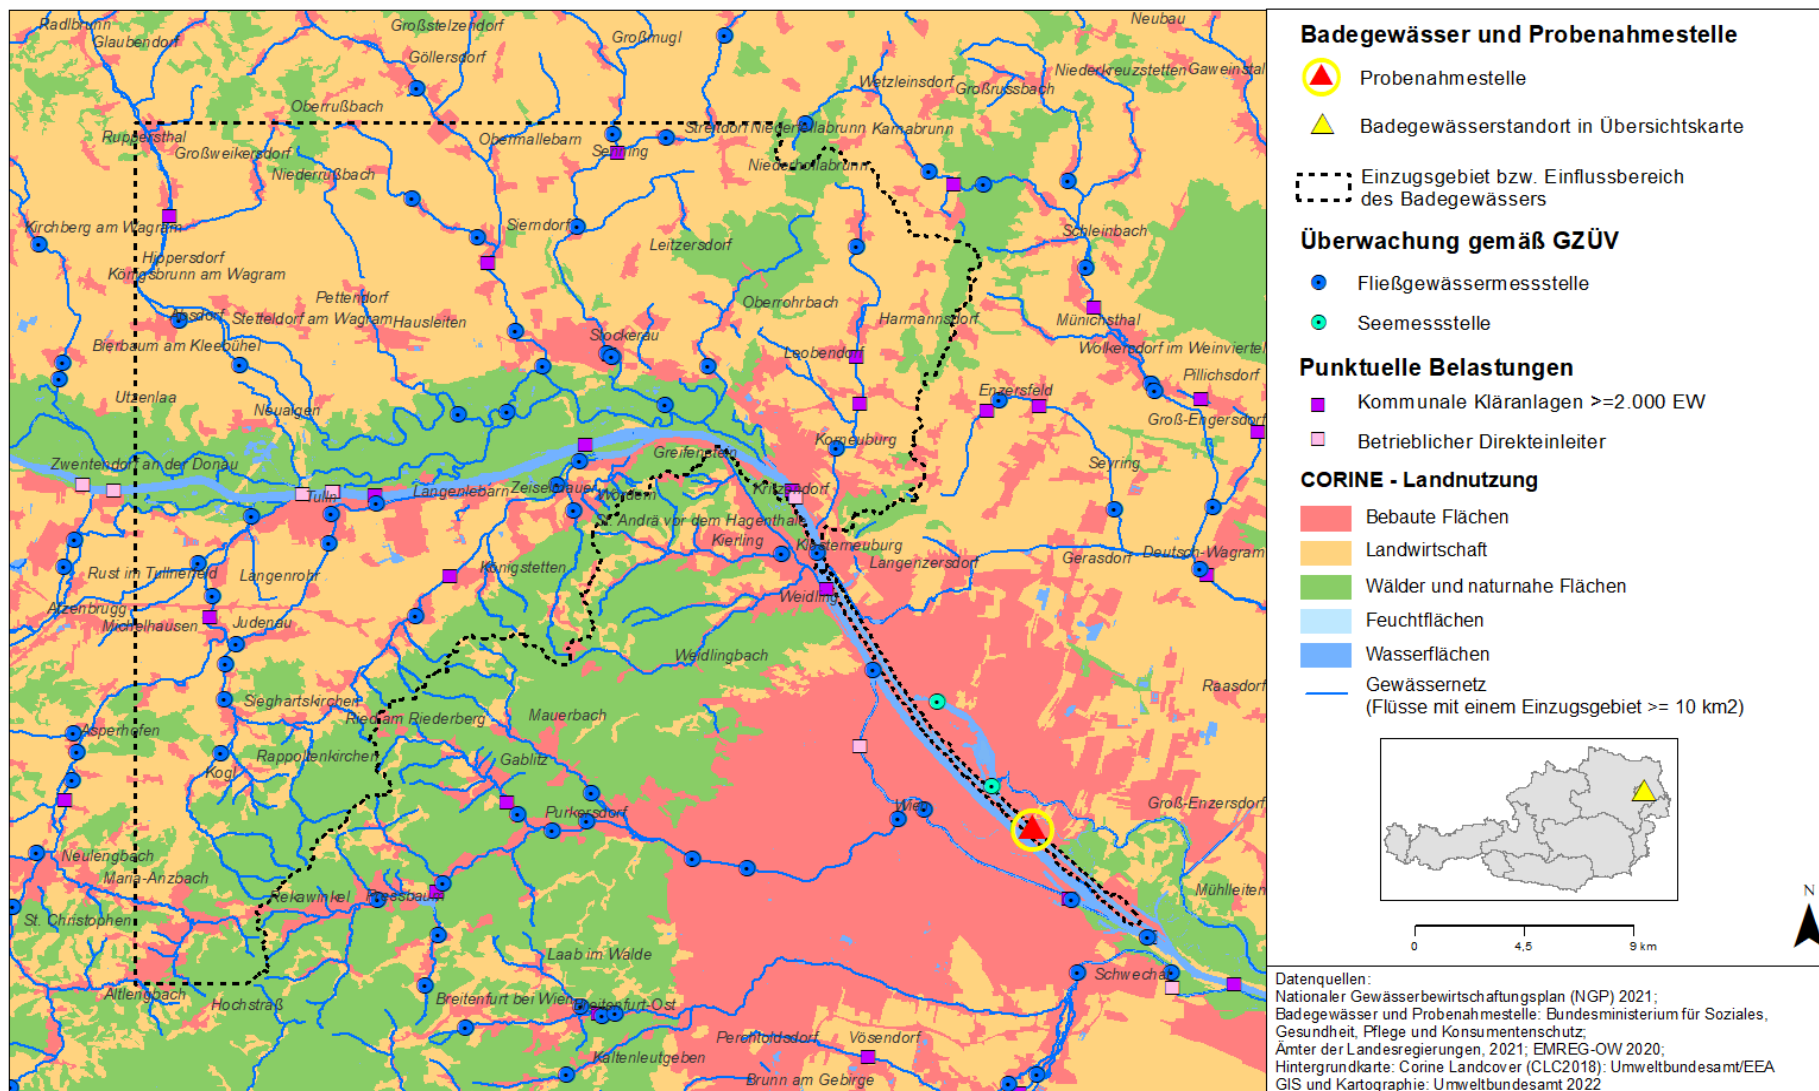 Radlbrunn
Glaubendorf
Großstelzendorf
Göllersdorf
Großmugl
Neubau
Wetzleinsdorf
Niederkreuzstetten
Gaweinstal
Großrussbach
Oberrußbach
Ruppersthal
Großweikersdorf
Niederrußbach
Obermallebarn
Senning
Streitdorf
Niederfellabrunn
Karnabrunn
Niederhollabrunn
Kirchberg am Wagram
Hippersdorf
Königsbrunn am Wagram
Sierndorf
Leitzersdorf
Schleinbach
Pettendorf
Absdorf
Stetteldorf am Wagram
Hausleiten
Oberrohrbach
Harmannsdorf
Münichsthal
Bierbaum am Kleebühel
Stockerau
Leobendorf
Wolkersdorf im Weinviertel
Pillichsdorf
Utzenlaa
Neuaigen
Enzersfeld
Groß-Engersdorf
Korneuburg
Seyring
Zwentendorf an der Donau
Greifenstein
Tulln
Langenlebarn
Zeiselmauer
Wördern
Kritzendorf
St. Andrä vor dem Hagenthale
Kierling
Klosterneuburg
Langenzersdorf
Gerasdorf
Deutsch-Wagram
Rust im Tullnerfeld
Langenrohr
Königstetten
Atzenbrugg
Michelhausen
Judenau
Weidling
Weidlingbach
Raasdorf
Sieghartskirchen
Ried am Riederberg
Mauerbach
Asperhofen
Rappoltenkirchen
Kogl
Gablitz
Purkersdorf
Wien
Groß-Enzersdorf
Neulengbach
Maria-Anzbach
Rekawinkel
Pressbaum
Mühlleiten
St. Christophen
Laab im Walde
Schwechat
Altlengbach
Hochstraß
Breitenfurt bei Wien
Breitenfurt-Ost
Perchtoldsdorf
Vösendorf
Kaltenleutgeben
Brunn am Gebirge
Badegewässer und Probenahmestelle
Probenahmestelle
Badegewässerstandort in Übersichtskarte
Einzugsgebiet bzw. Einflussbereich
des Badegewässers
Überwachung gemäß GZÜV
Fließgewässermessstelle
Seemessstelle
Punktuelle Belastungen
Kommunale Kläranlagen >=2.000 EW
Betrieblicher Direkteinleiter
CORINE - Landnutzung
Bebaute Flächen
Landwirtschaft
Wälder und naturnahe Flächen
Feuchtflächen
Wasserflächen
Gewässernetz
(Flüsse mit einem Einzugsgebiet >= 10 km2)
N
0 4,5 9 km
Datenquellen:
Nationaler Gewässerbewirtschaftungsplan (NGP) 2021;
Badegewässer und Probenahmestelle: Bundesministerium für Soziales,
Gesundheit, Pflege und Konsumentenschutz;
Ämter der Landesregierungen, 2021; EMREG-OW 2020;
Hintergrundkarte: Corine Landcover (CLC2018): Umweltbundesamt/EEA
GIS und Kartographie: Umweltbundesamt 2022